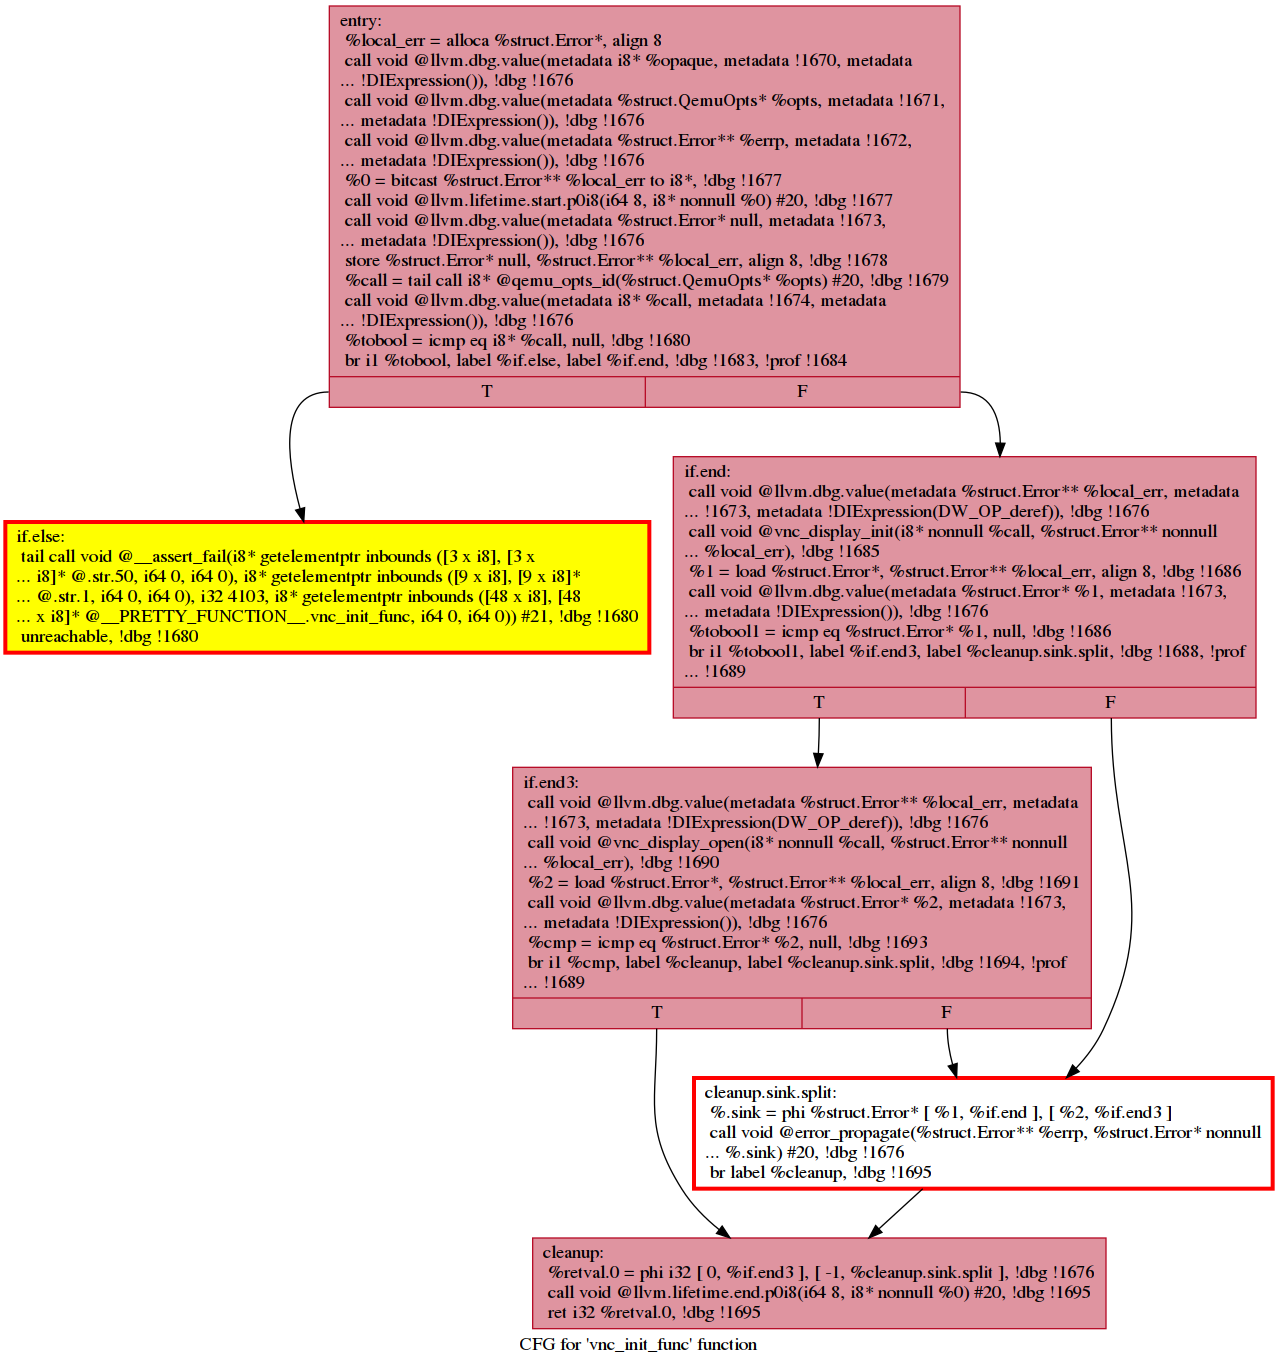 entry:
%local_err = alloca %struct.Error*, align 8
call void @llvm.dbg.value(metadata i8* %opaque, metadata !1670, metadata
... !DIExpression()), !dbg !1676
call void @llvm.dbg.value(metadata %struct.QemuOpts* %opts, metadata !1671,
... metadata !DIExpression()), !dbg !1676
call void @llvm.dbg.value(metadata %struct.Error** %errp, metadata !1672,
... metadata !DIExpression()), !dbg !1676
%0 = bitcast %struct.Error** %local_err to i8*, !dbg !1677
call void @llvm.lifetime.start.p0i8(i64 8, i8* nonnull %0) #20, !dbg !1677
call void @llvm.dbg.value(metadata %struct.Error* null, metadata !1673,
... metadata !DIExpression()), !dbg !1676
store %struct.Error* null, %struct.Error** %local_err, align 8, !dbg !1678
%call = tail call i8* @qemu_opts_id(%struct.QemuOpts* %opts) #20, !dbg !1679
call void @llvm.dbg.value(metadata i8* %call, metadata !1674, metadata
... !DIExpression()), !dbg !1676
%tobool = icmp eq i8* %call, null, !dbg !1680
br i1 %tobool, label %if.else, label %if.end, !dbg !1683, !prof !1684
T F
if.else:
tail call void @__assert_fail(i8* getelementptr inbounds ([3 x i8], [3 x
... i8]* @.str.50, i64 0, i64 0), i8* getelementptr inbounds ([9 x i8], [9 x i8]*
... @.str.1, i64 0, i64 0), i32 4103, i8* getelementptr inbounds ([48 x i8], [48
... x i8]* @__PRETTY_FUNCTION__.vnc_init_func, i64 0, i64 0)) #21, !dbg !1680
unreachable, !dbg !1680
if.end:
call void @llvm.dbg.value(metadata %struct.Error** %local_err, metadata
... !1673, metadata !DIExpression(DW_OP_deref)), !dbg !1676
call void @vnc_display_init(i8* nonnull %call, %struct.Error** nonnull
... %local_err), !dbg !1685
%1 = load %struct.Error*, %struct.Error** %local_err, align 8, !dbg !1686
call void @llvm.dbg.value(metadata %struct.Error* %1, metadata !1673,
... metadata !DIExpression()), !dbg !1676
%tobool1 = icmp eq %struct.Error* %1, null, !dbg !1686
br i1 %tobool1, label %if.end3, label %cleanup.sink.split, !dbg !1688, !prof
... !1689
T F
if.end3:
call void @llvm.dbg.value(metadata %struct.Error** %local_err, metadata
... !1673, metadata !DIExpression(DW_OP_deref)), !dbg !1676
call void @vnc_display_open(i8* nonnull %call, %struct.Error** nonnull
... %local_err), !dbg !1690
%2 = load %struct.Error*, %struct.Error** %local_err, align 8, !dbg !1691
call void @llvm.dbg.value(metadata %struct.Error* %2, metadata !1673,
... metadata !DIExpression()), !dbg !1676
%cmp = icmp eq %struct.Error* %2, null, !dbg !1693
br i1 %cmp, label %cleanup, label %cleanup.sink.split, !dbg !1694, !prof
... !1689
T F
cleanup.sink.split:
%.sink = phi %struct.Error* [ %1, %if.end ], [ %2, %if.end3 ]
call void @error_propagate(%struct.Error** %errp, %struct.Error* nonnull
... %.sink) #20, !dbg !1676
br label %cleanup, !dbg !1695
cleanup:
%retval.0 = phi i32 [ 0, %if.end3 ], [ -1, %cleanup.sink.split ], !dbg !1676
call void @llvm.lifetime.end.p0i8(i64 8, i8* nonnull %0) #20, !dbg !1695
ret i32 %retval.0, !dbg !1695
CFG for 'vnc_init_func' function